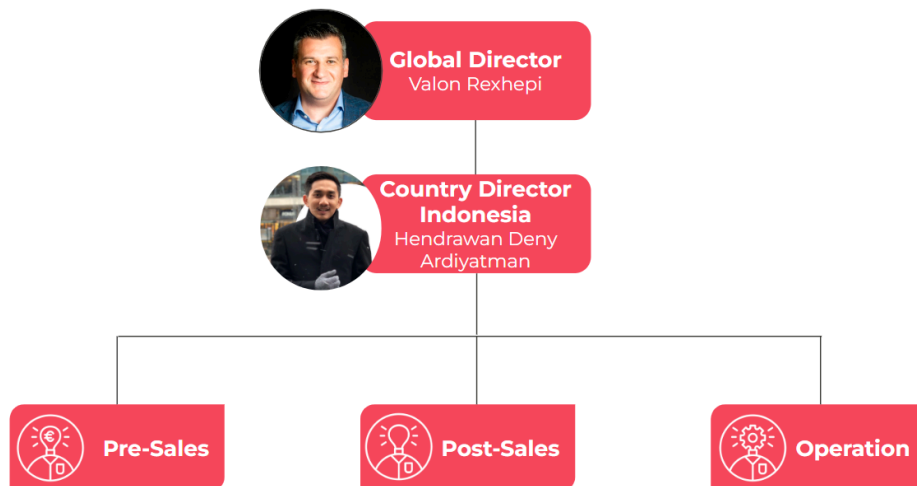 Global Director
Valon Rexhepi
Country Director
Indonesia
Hendrawan Deny
Ardiyatman
€
Pre-Sales
Post-Sales
Operation